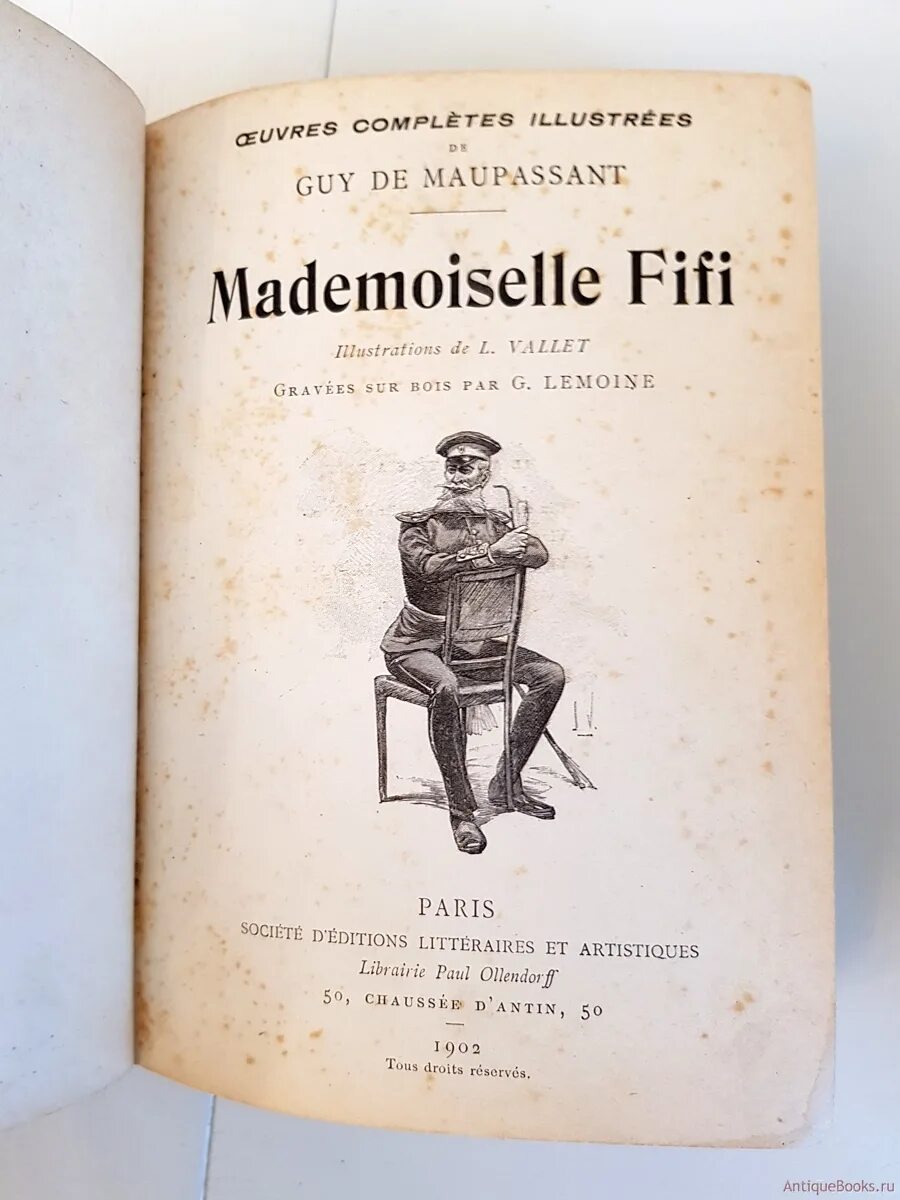 ŒUVRES COMPLÈTES ILLUSTRÉES
DE
GUY DE MAUPASSANT
Mademoiselle Fifi
Illustrations de L. VALLET
GRAVÉES SUR BOIS PAR G. LEMOINE
L V.
PARIS
SOCIÉTÉ D'ÉDITIONS LITTÉRAIRES ET ARTISTIQUES
Librairie Paul Ollendorff
50, CHAUSSÉE D'ANTIN, 50
1902
Tous droits réservés.
AntiqueBooks.ru